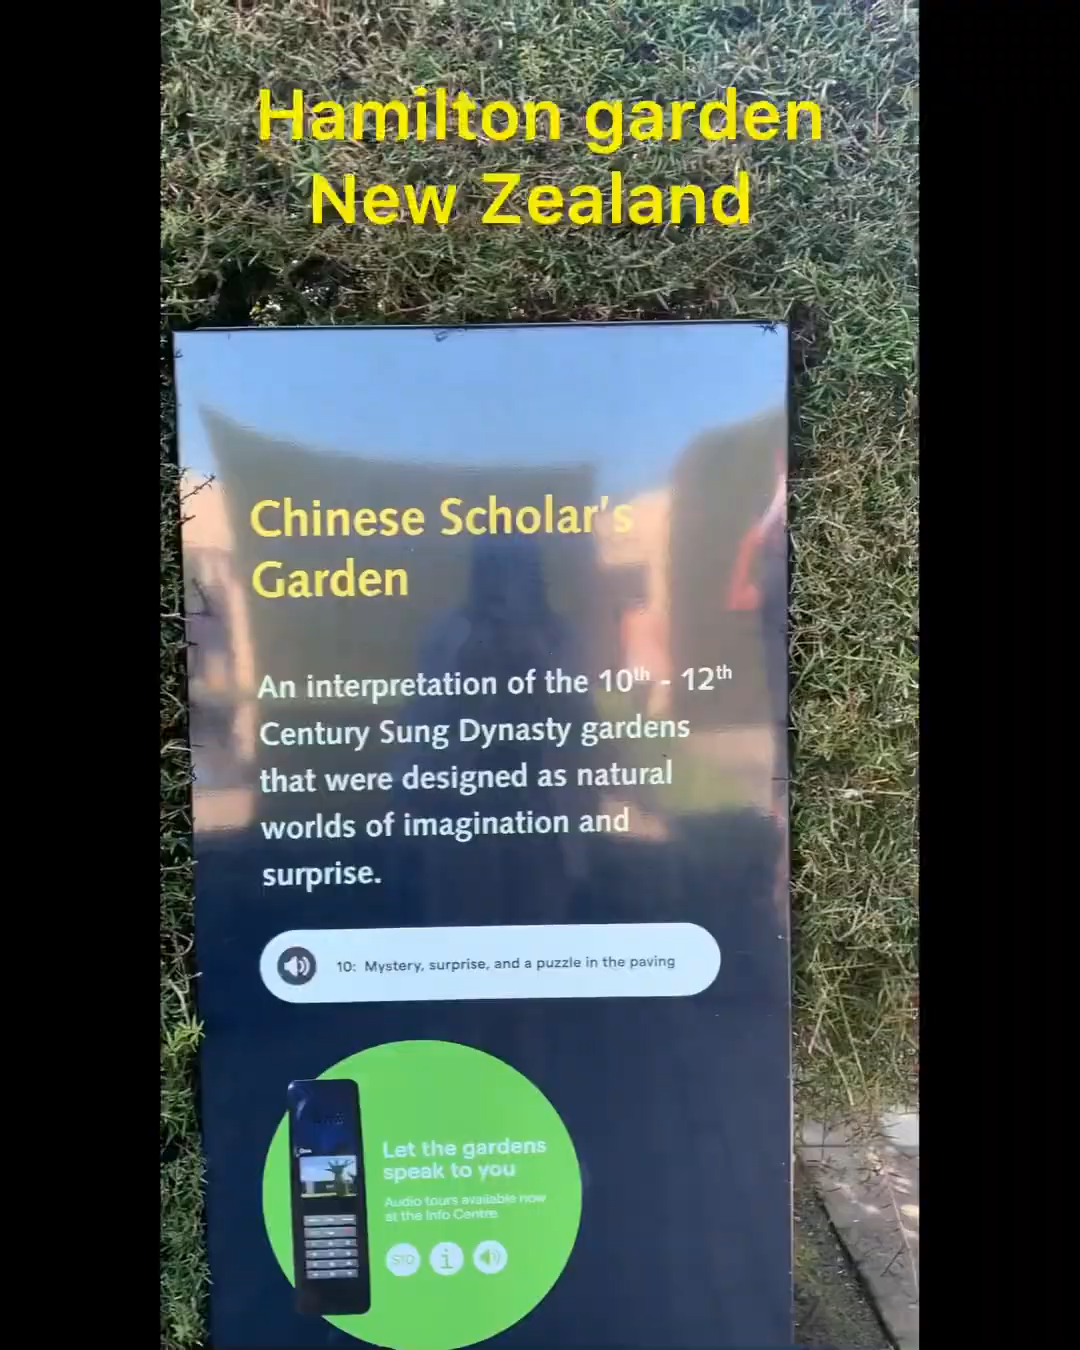 Hamilton garden
New Zealand
Chinese Scholar's
Garden
An interpretation of the 10th - 12th
Century Sung Dynasty gardens
that were designed as natural
worlds of imagination and
surprise.
10: Mystery, surprise, and a puzzle in the paving
Let the gardens
speak to you
Audio tours available now
at the Info Centre.
$10